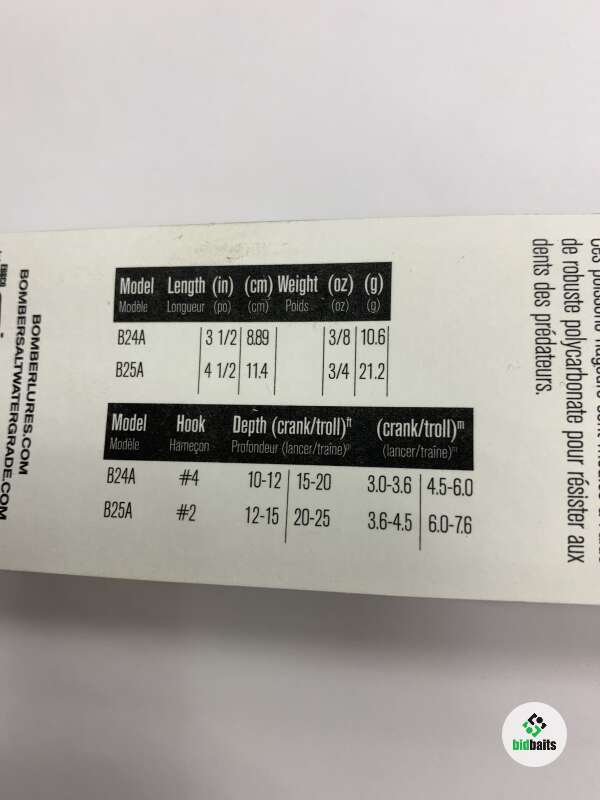 Model Length (in) (cm) Weight (oz) (g)
Modèle Longueur (po) (cm) Poids (oz) (g)
B24A 3 1/2 8.89 3/8 10.6
B25A 4 1/2 11.4 3/4 21.2
Model Hook Depth (crank/troll)ft (crank/troll)m
Modèle Hameçon Profondeur (lancer/traîne)p (lancer/traîne)m
B24A #4 10-12 15-20 3.0-3.6 4.5-6.0
B25A #2 12-15 20-25 3.6-4.5 6.0-7.6
BOMBERLURES.COM
BOMBERSALTWATERGRADE.COM
de robuste polycarbonate pour résister aux
dents des prédateurs.
bidbaits